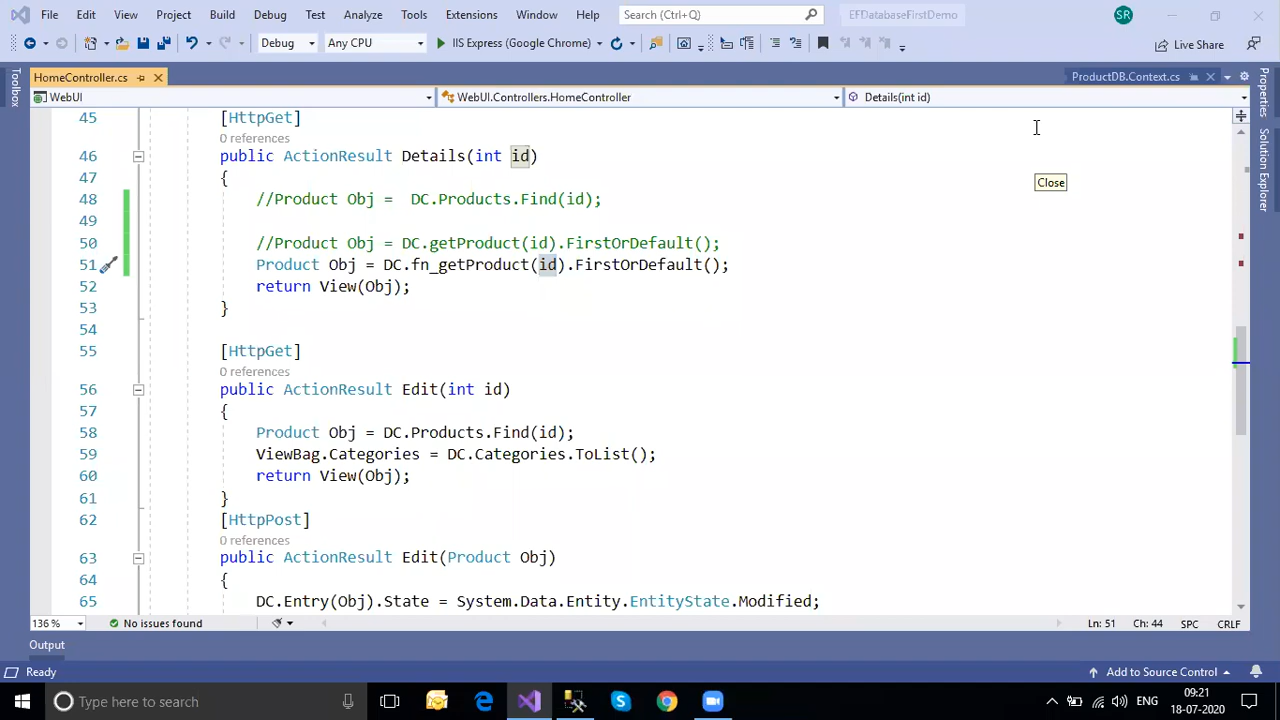 File Edit View Project Build Debug Test Analyze Tools Extensions Window Help Search (Ctrl+Q) EFDatabaseFirstDemo SR
Debug Any CPU IIS Express (Google Chrome) Live Share
HomeController.cs ProductDB.Context.cs
WebUI WebUI.Controllers.HomeController Details(int id)
Toolbox
Properties
Solution Explorer
45 [HttpGet]
0 references
46 public ActionResult Details(int id)
47 {
Close
48 //Product Obj =  DC.Products.Find(id);
49
50 //Product Obj = DC.getProduct(id).FirstOrDefault();
51 Product Obj = DC.fn_getProduct(id).FirstOrDefault();
52 return View(Obj);
53 }
54
55 [HttpGet]
0 references
56 public ActionResult Edit(int id)
57 {
58 Product Obj = DC.Products.Find(id);
59 ViewBag.Categories = DC.Categories.ToList();
60 return View(Obj);
61 }
62 [HttpPost]
0 references
63 public ActionResult Edit(Product Obj)
64 {
65 DC.Entry(Obj).State = System.Data.Entity.EntityState.Modified;
136 % No issues found Ln: 51 Ch: 44 SPC CRLF
Output
Ready Add to Source Control
Type here to search ENG 09:21
18-07-2020